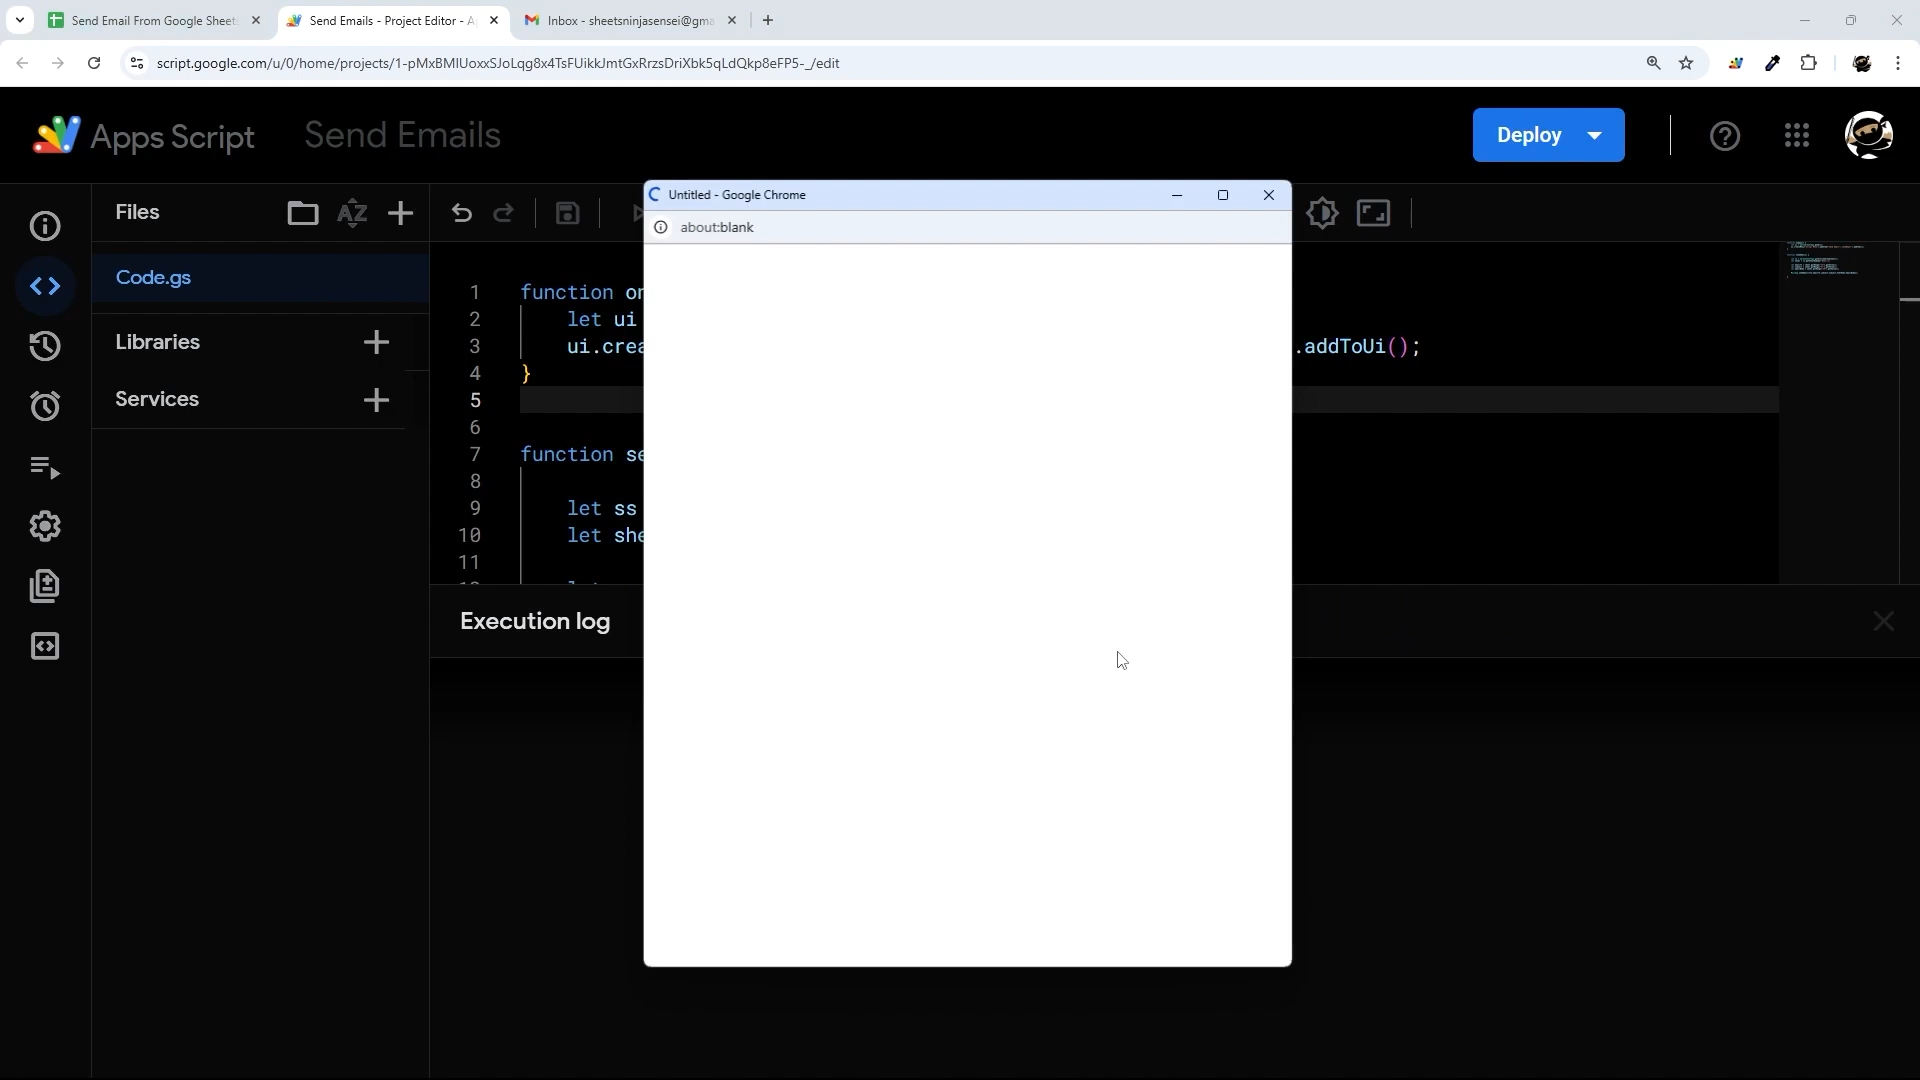 Send Email From Google Sheet
Send Emails - Project Editor - A
Inbox - sheetsninjasensei@gma
script.google.com/u/0/home/projects/1-pMxBMIUoxxSJoLqg8x4TsFUikkJmtGxRrzsDriXbk5qLdQkp8eFP5-_/edit
Apps Script
Send Emails
Deploy
Untitled - Google Chrome
about:blank
Files
AZ
Code.gs
Libraries
Services
1 function on
2 let ui
3 ui.crea .addToUi();
4 }
5
6
7 function se
8
9 let ss
10 let she
11
Execution log